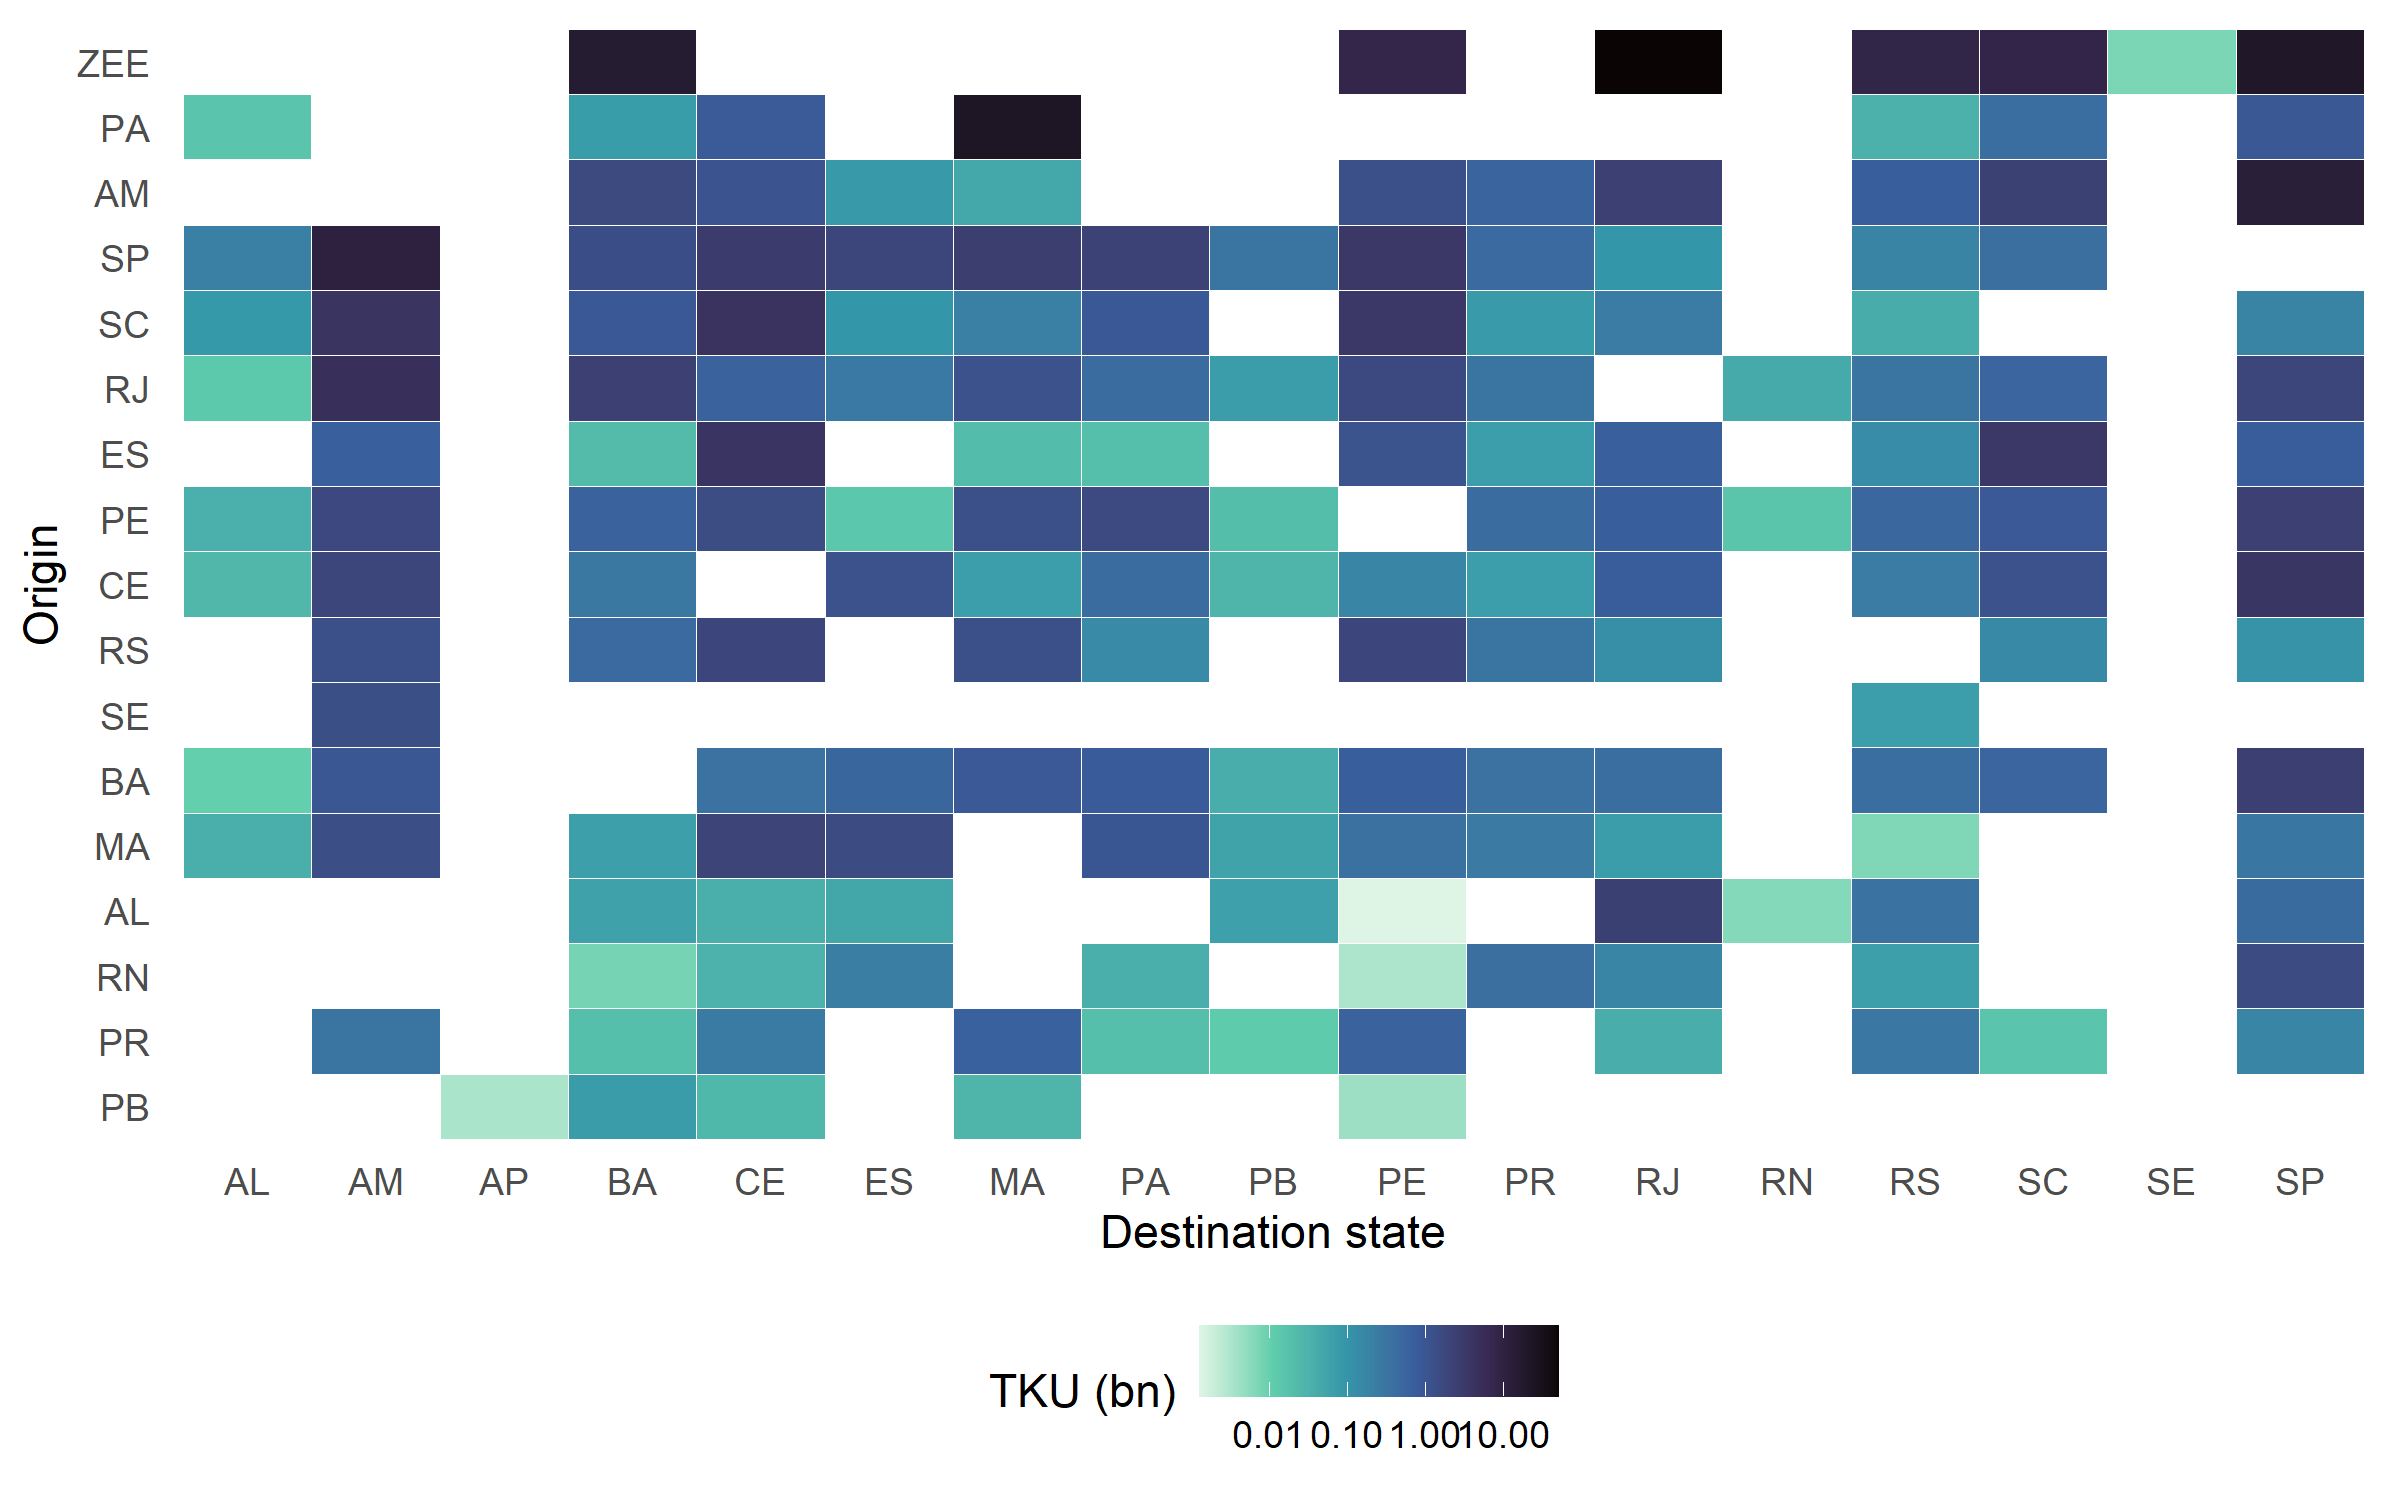 ZEE
PA
AM
SP
SC
RJ
ES
PE
CE
RS
SE
BA
MA
AL
RN
PR
PB
Origin
AL AM AP BA CE ES MA PA PB PE PR RJ RN RS SC SE SP
Destination state
TKU (bn)
0.01 0.10 1.00 10.00